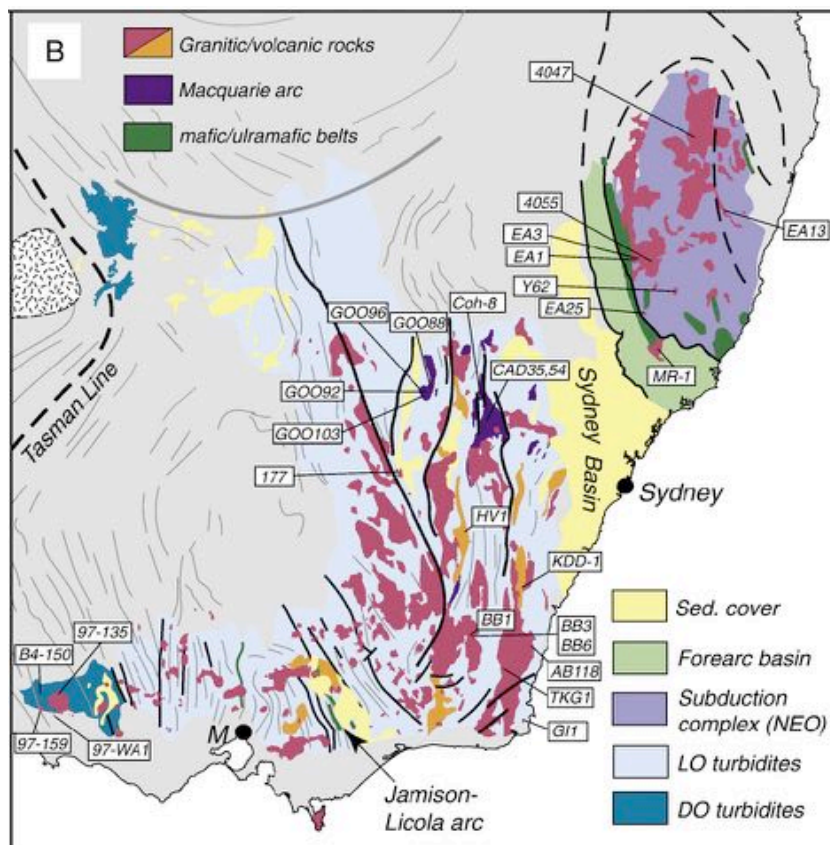 B
Granitic/volcanic rocks
Macquarie arc
mafic/ulramafic belts
4047
4055
EA3
EA1
EA13
Y62
EA25
MR-1
Tasman Line
GOO96
GOO88
Coh-8
GOO92
CAD35,54
GOO103
177
Sydney Basin
Sydney
HV1
KDD-1
BB1
BB3
BB6
AB118
TKG1
GI1
97-135
B4-150
97-159
97-WA1
M
Jamison-
Licola arc
Sed. cover
Forearc basin
Subduction
complex (NEO)
LO turbidites
DO turbidites